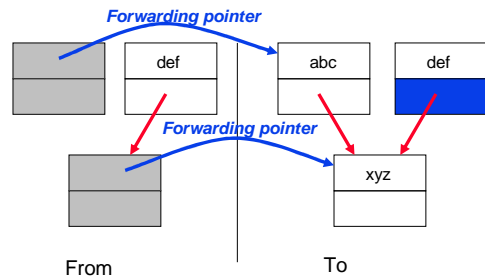 Forwarding pointer
def
abc
def
Forwarding pointer
xyz
From
To